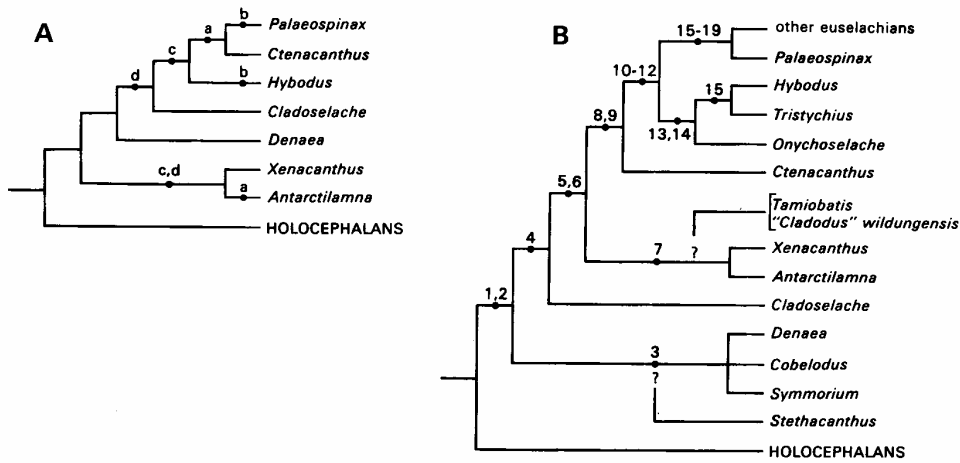 A
b
Palaeospinax
a
Ctenacanthus
c
b
Hybodus
d
Cladoselache
Denaea
c,d
Xenacanthus
a
Antarctilamna
HOLOCEPHALANS
B
15-19
other euselachians
Palaeospinax
10-12
15
Hybodus
Tristychius
13,14
Onychoselache
8,9
Ctenacanthus
5,6
Tamiobatis
"Cladodus" wildungensis
?
7
Xenacanthus
Antarctilamna
4
Cladoselache
1,2
Denaea
3
Cobelodus
?
Symmorium
Stethacanthus
HOLOCEPHALANS